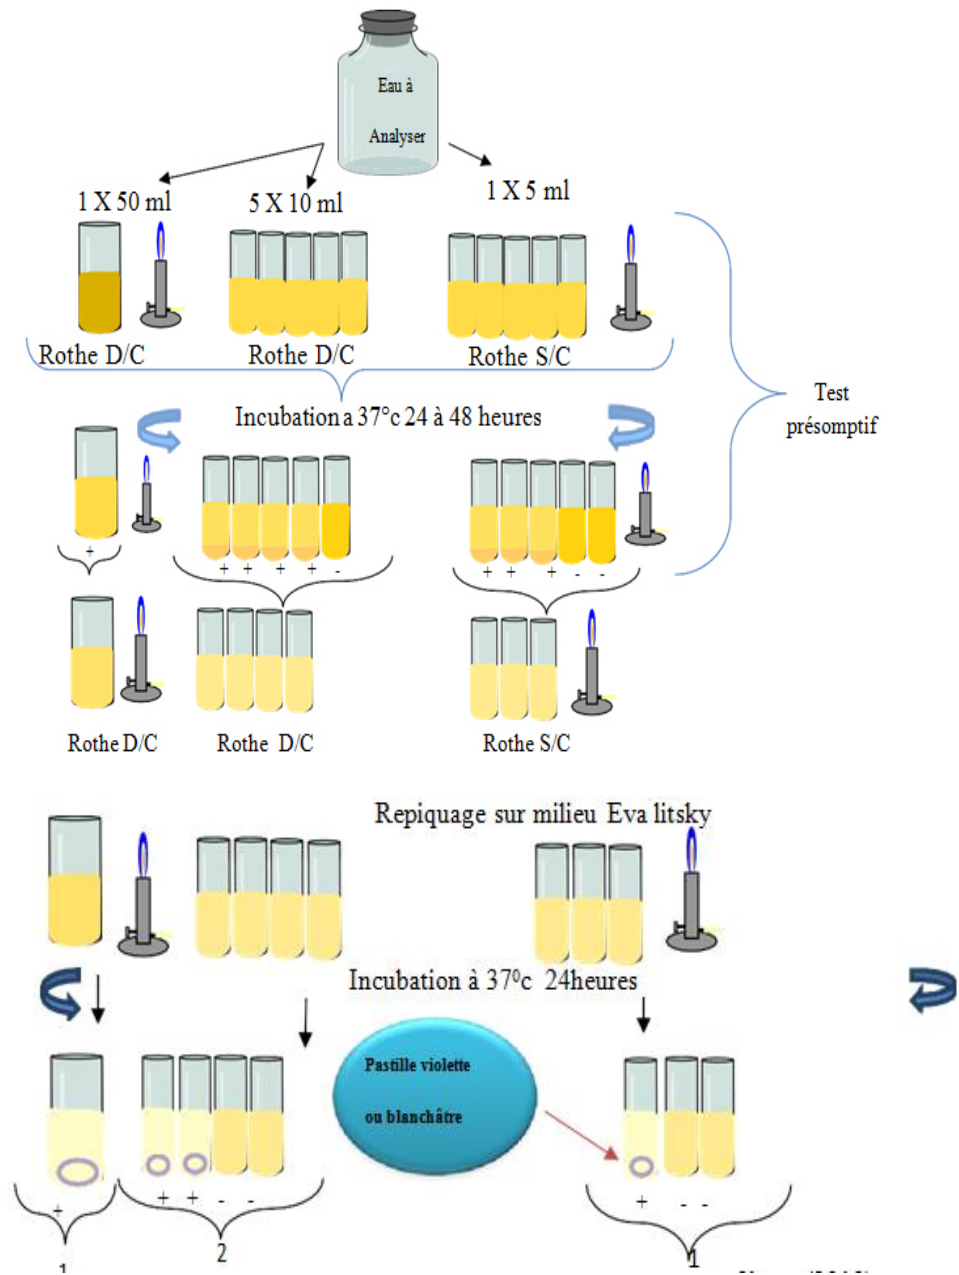 Eau à
Analyser
1 X 50 ml
5 X 10 ml
1 X 5 ml
Rothe D/C
Rothe D/C
Rothe S/C
Incubation a 37°c 24 à 48 heures
Test
présomptif
+
+ + + + -
+ + + - -
Rothe D/C
Rothe D/C
Rothe S/C
Repiquage sur milieu Eva litsky
Incubation à 37⁰c 24heures
Pastille violette
ou blanchâtre
+
+ + - -
+ - -
1
2
1